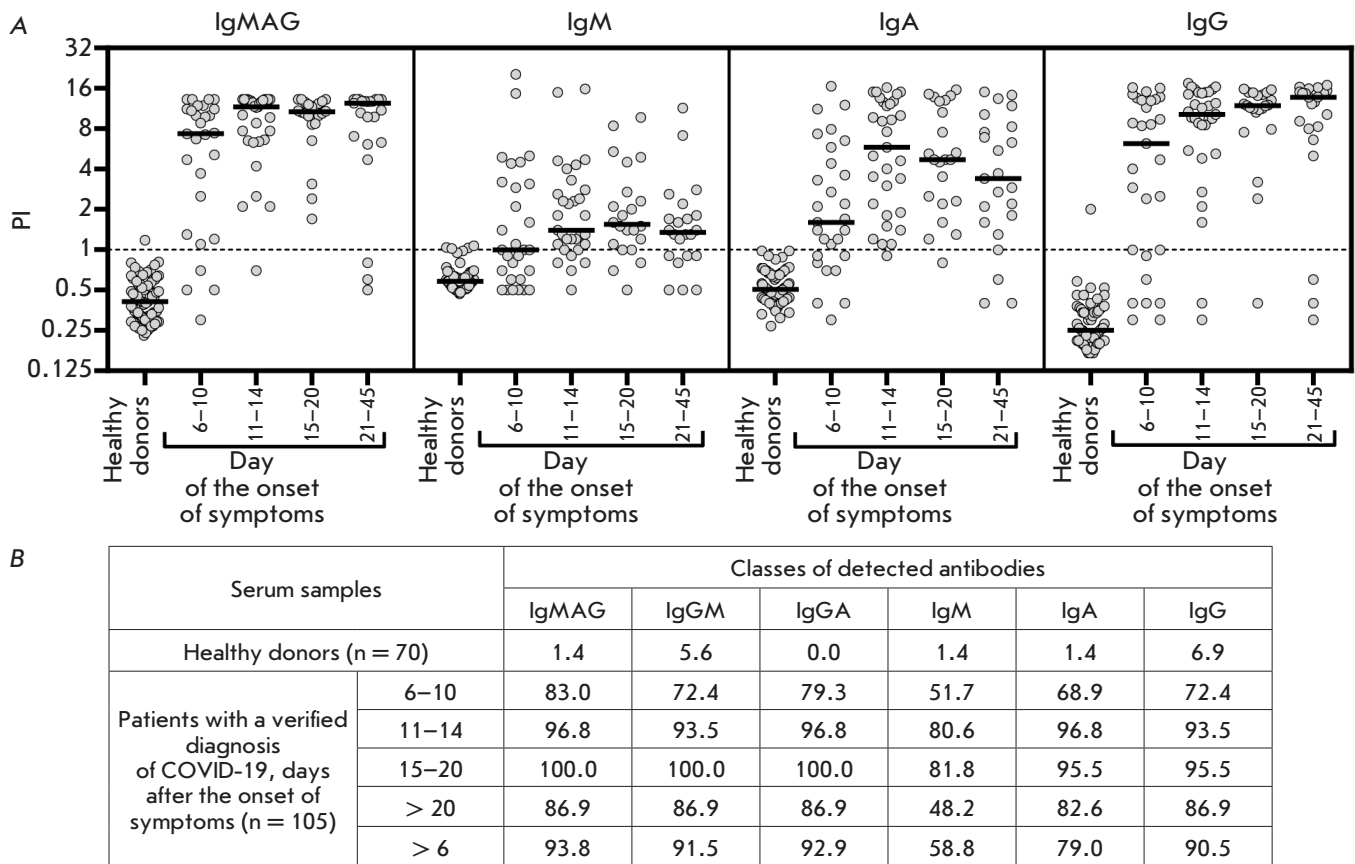 A
IgMAG IgM IgA IgG
PI
32
16
8
4
2
1
0.5
0.25
0.125
Healthy donors 6–10 11–14 15–20 21–45
Day
of the onset
of symptoms
Healthy donors 6–10 11–14 15–20 21–45
Day
of the onset
of symptoms
Healthy donors 6–10 11–14 15–20 21–45
Day
of the onset
of symptoms
Healthy donors 6–10 11–14 15–20 21–45
Day
of the onset
of symptoms
B
Serum samples Classes of detected antibodies
IgMAG IgGM IgGA IgM IgA IgG
Healthy donors (n = 70) 1.4 5.6 0.0 1.4 1.4 6.9
Patients with a verified
diagnosis
of COVID-19, days
after the onset of
symptoms (n = 105)
6–10 83.0 72.4 79.3 51.7 68.9 72.4
11–14 96.8 93.5 96.8 80.6 96.8 93.5
15–20 100.0 100.0 100.0 81.8 95.5 95.5
> 20 86.9 86.9 86.9 48.2 82.6 86.9
> 6 93.8 91.5 92.9 58.8 79.0 90.5